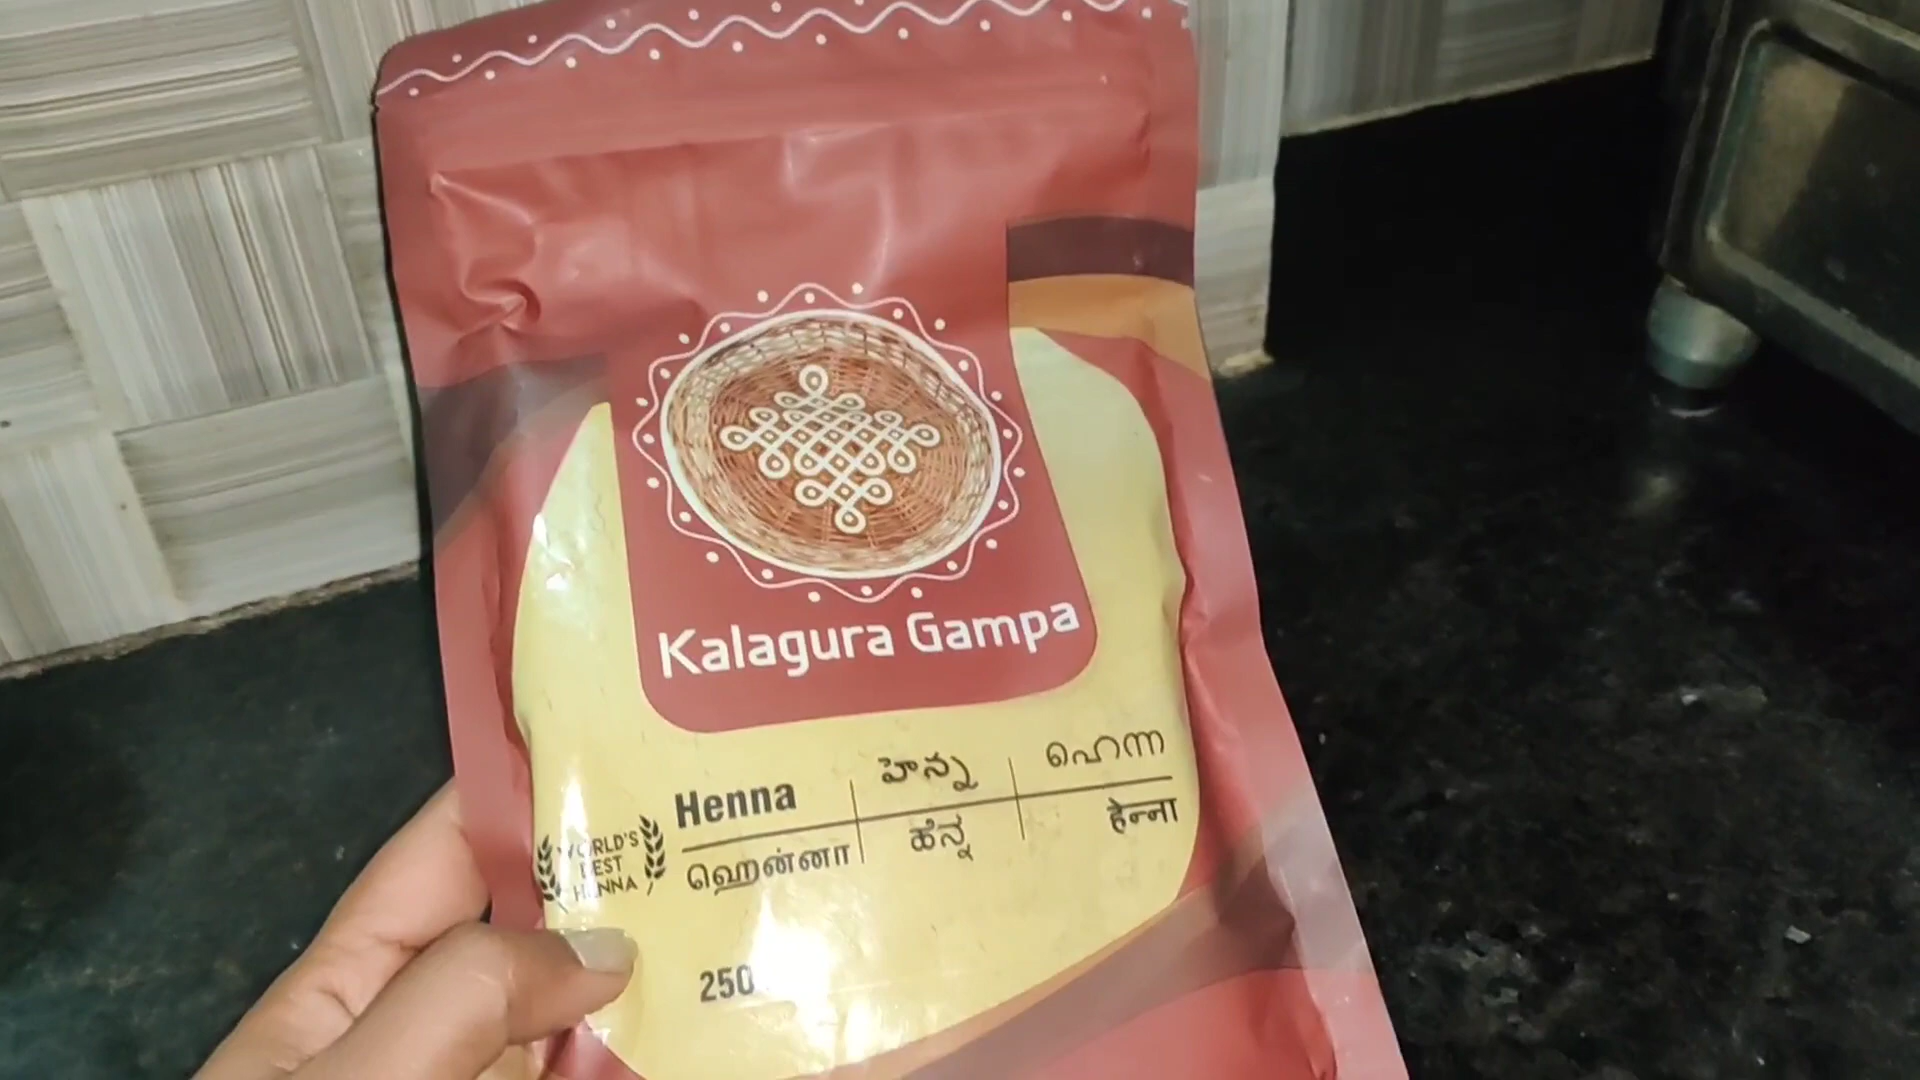 Kalagura Gampa
Henna
హెన్న
ഹെന്ന
ஹென்னா
ಹೆನ್ನ
हेन्ना
WORLD'S
BEST
HENNA
250